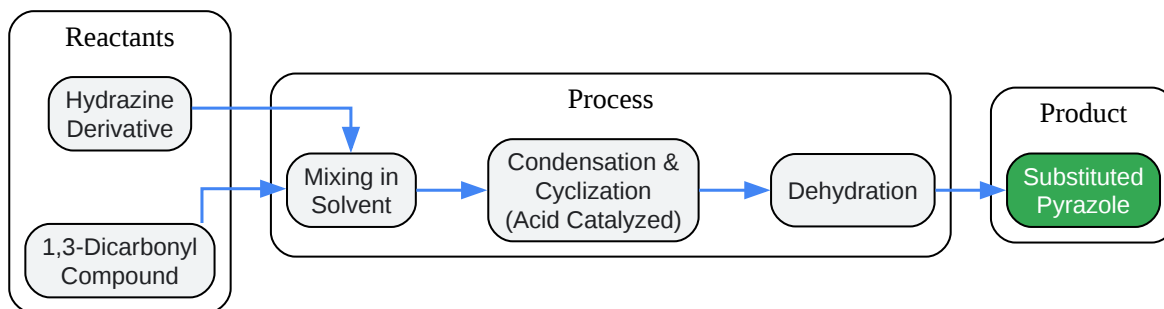 Reactants
Hydrazine
Derivative
1,3-Dicarbonyl
Compound
Process
Mixing in
Solvent
Condensation &
Cyclization
(Acid Catalyzed)
Dehydration
Product
Substituted
Pyrazole